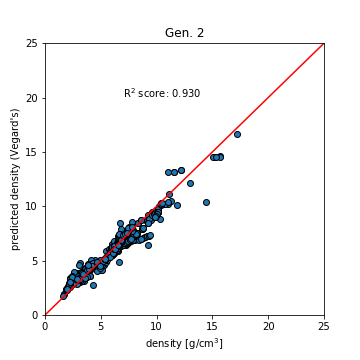 Gen. 2
25
20
15
10
5
0
R² score: 0.930
predicted density (Vegard's)
0 5 10 15 20 25
density [g/cm³]